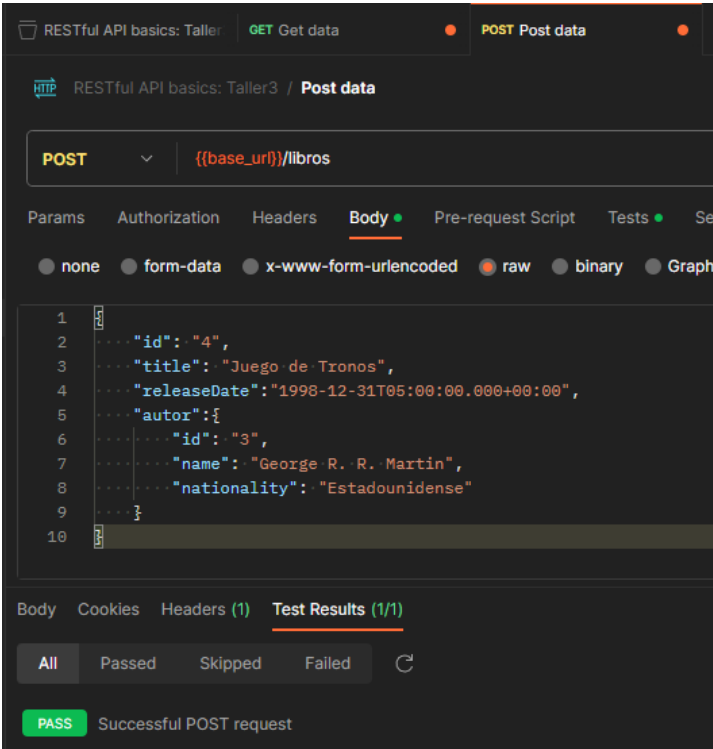 RESTful API basics: Taller
GET Get data
POST Post data
HTTP RESTful API basics: Taller3 / Post data
POST {{base_url}}/libros
Params Authorization Headers Body Pre-request Script Tests Se
none form-data x-www-form-urlencoded raw binary Graph
1 {
2 "id": "4",
3 "title": "Juego de Tronos",
4 "releaseDate":"1998-12-31T05:00:00.000+00:00",
5 "autor":{
6 "id": "3",
7 "name": "George R. R. Martin",
8 "nationality": "Estadounidense"
9 }
10 }
Body Cookies Headers (1) Test Results (1/1)
All Passed Skipped Failed
PASS Successful POST request